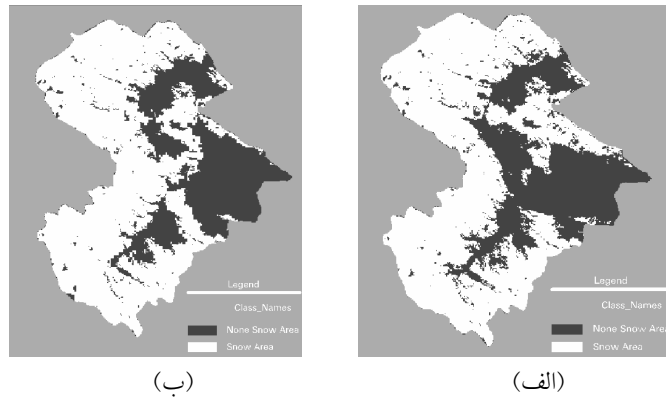 Legend
Class_Names
None Snow Area
Snow Area
(ب)
Legend
Class_Names
None Snow Area
Snow Area
(الف)